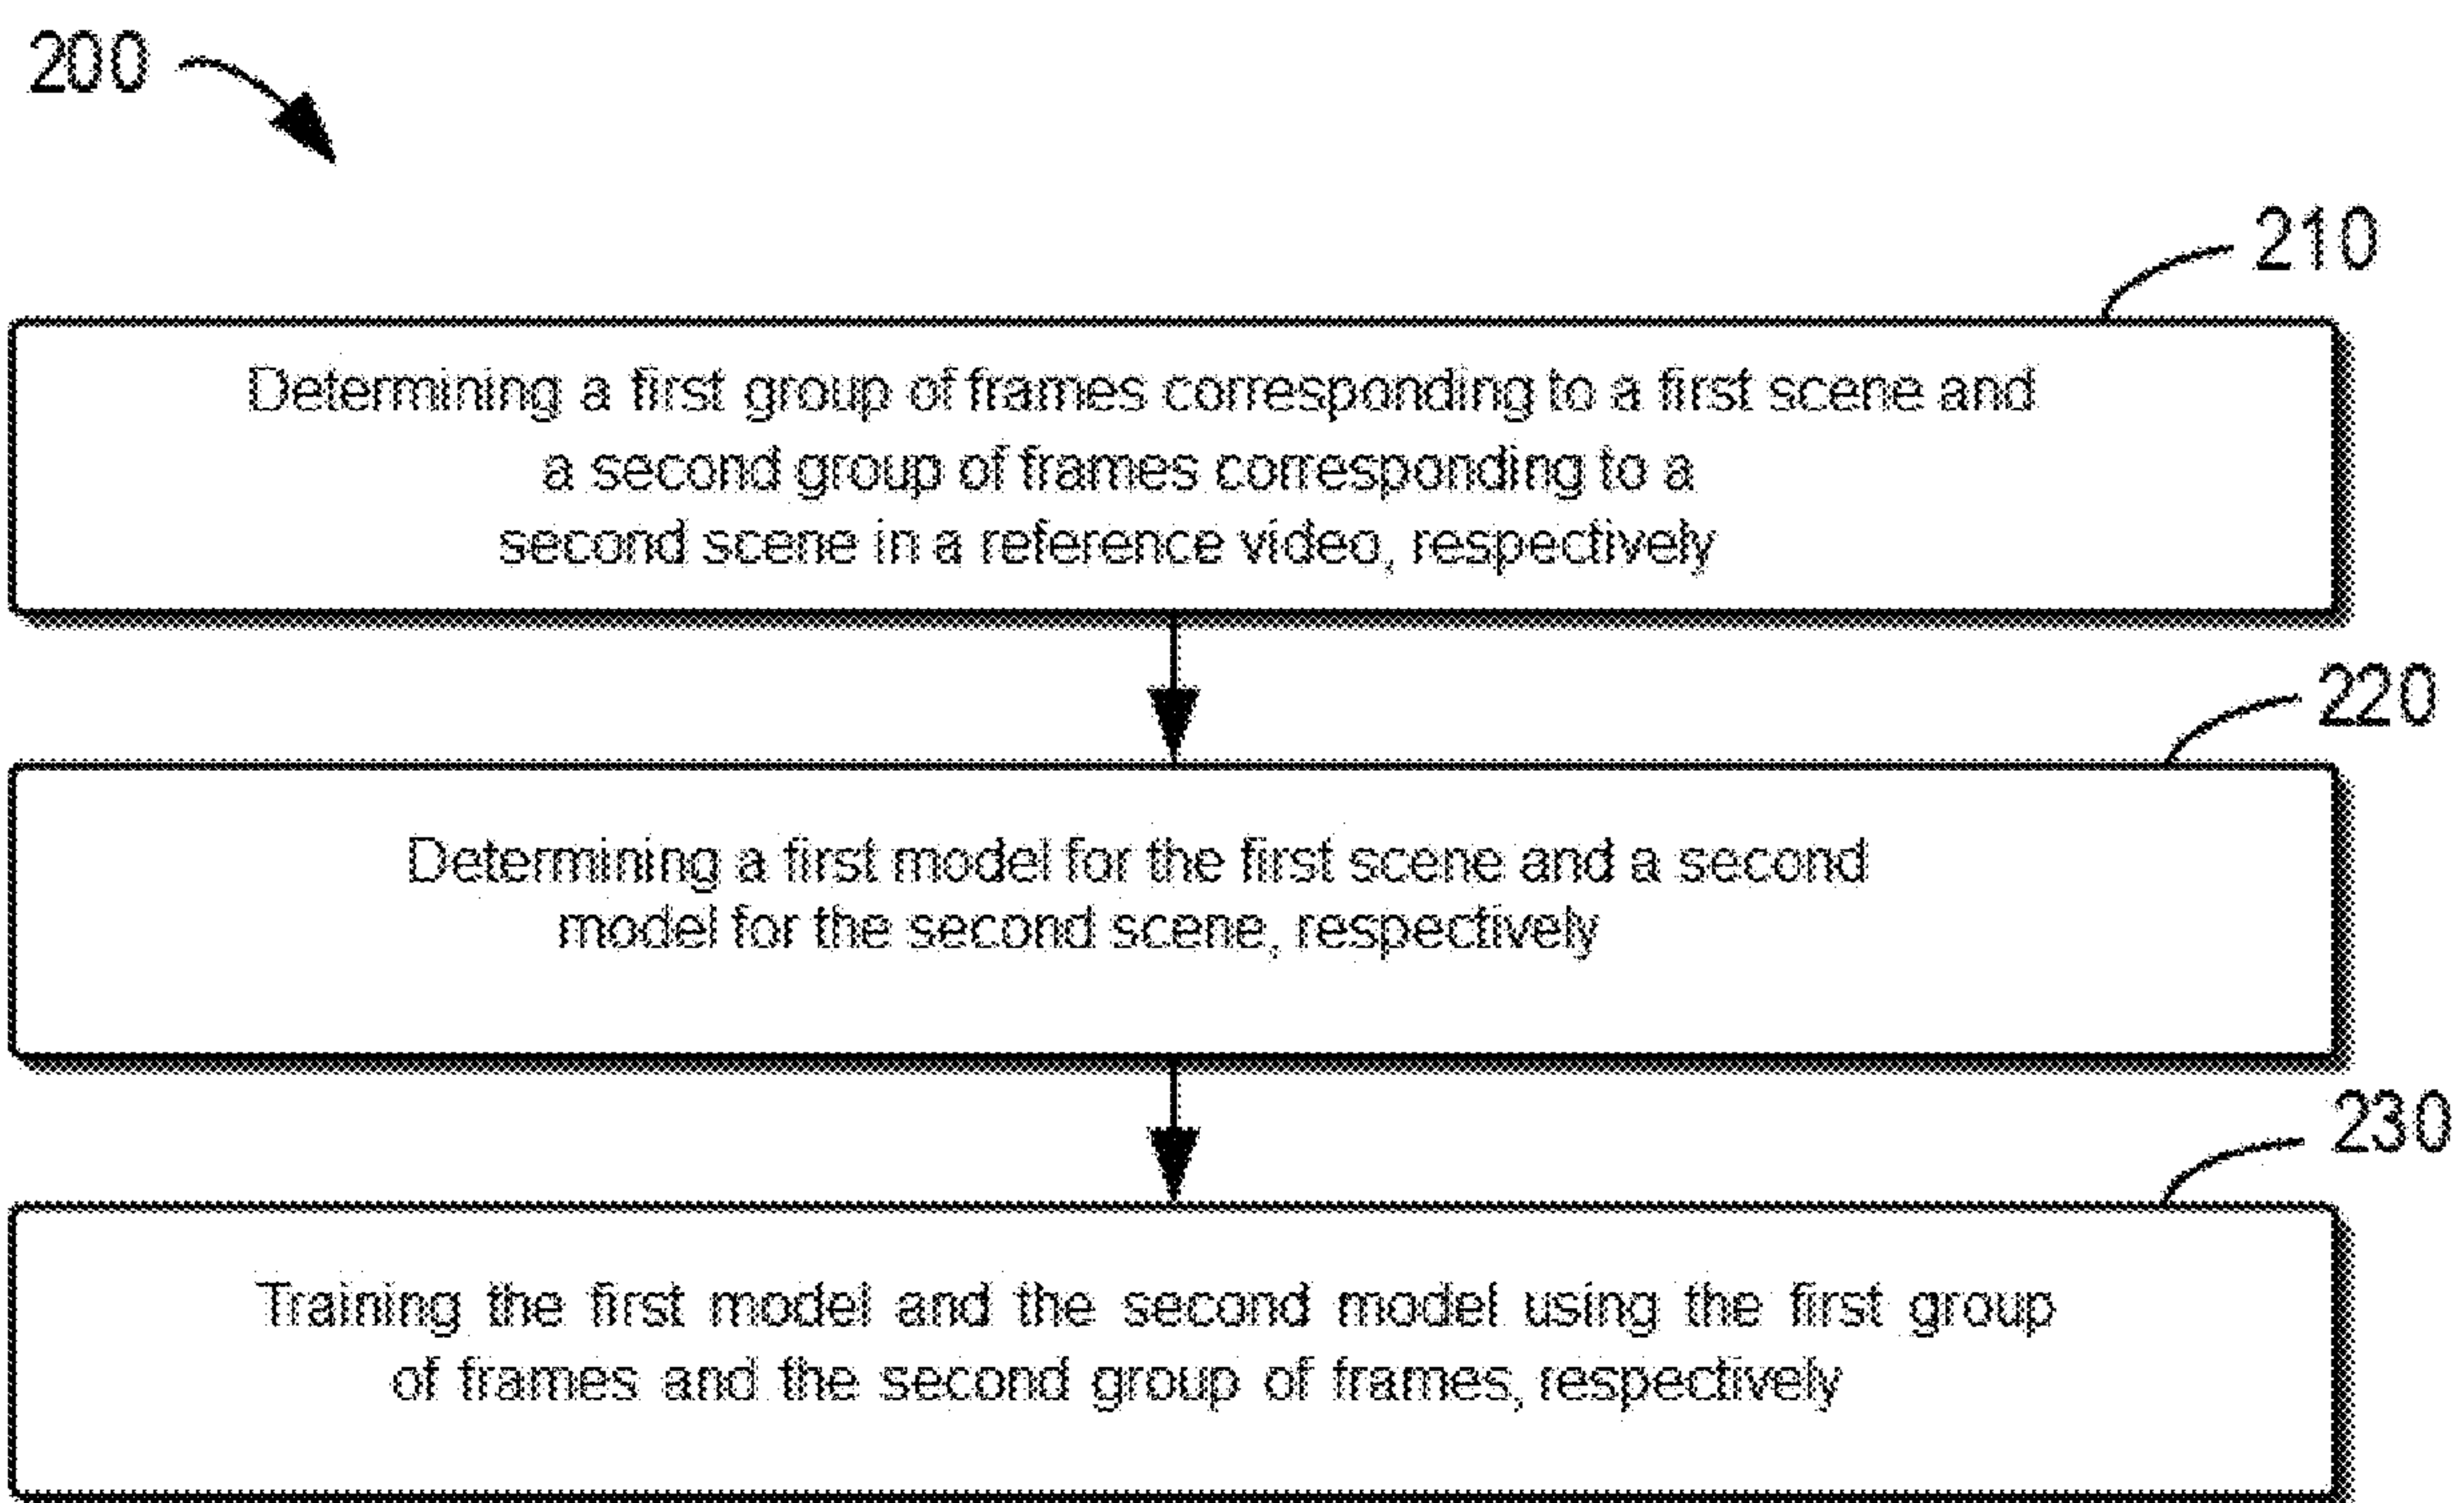 200
210
Determining a first group of frames corresponding to a first scene and
a second group of frames corresponding to a
second scene in a reference video, respectively
220
Determining a first model for the first scene and a second
model for the second scene, respectively
230
Training the first model and the second model using the first group
of frames and the second group of frames, respectively